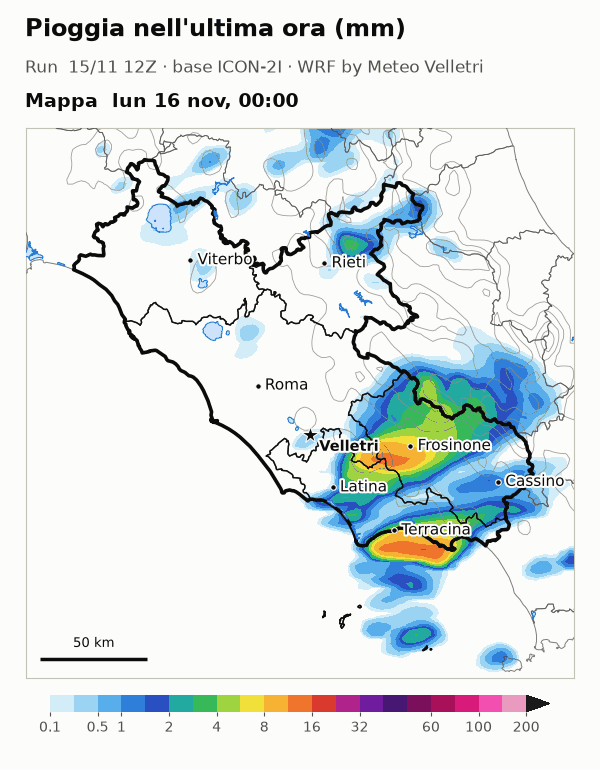 Pioggia nell'ultima ora (mm)
Run 15/11 12Z · base ICON-2I · WRF by Meteo Velletri
Mappa lun 16 nov, 00:00
Viterbo
Rieti
Roma
Velletri
Frosinone
Latina
Cassino
Terracina
50 km
0.1 0.5 1 2 4 8 16 32 60 100 200